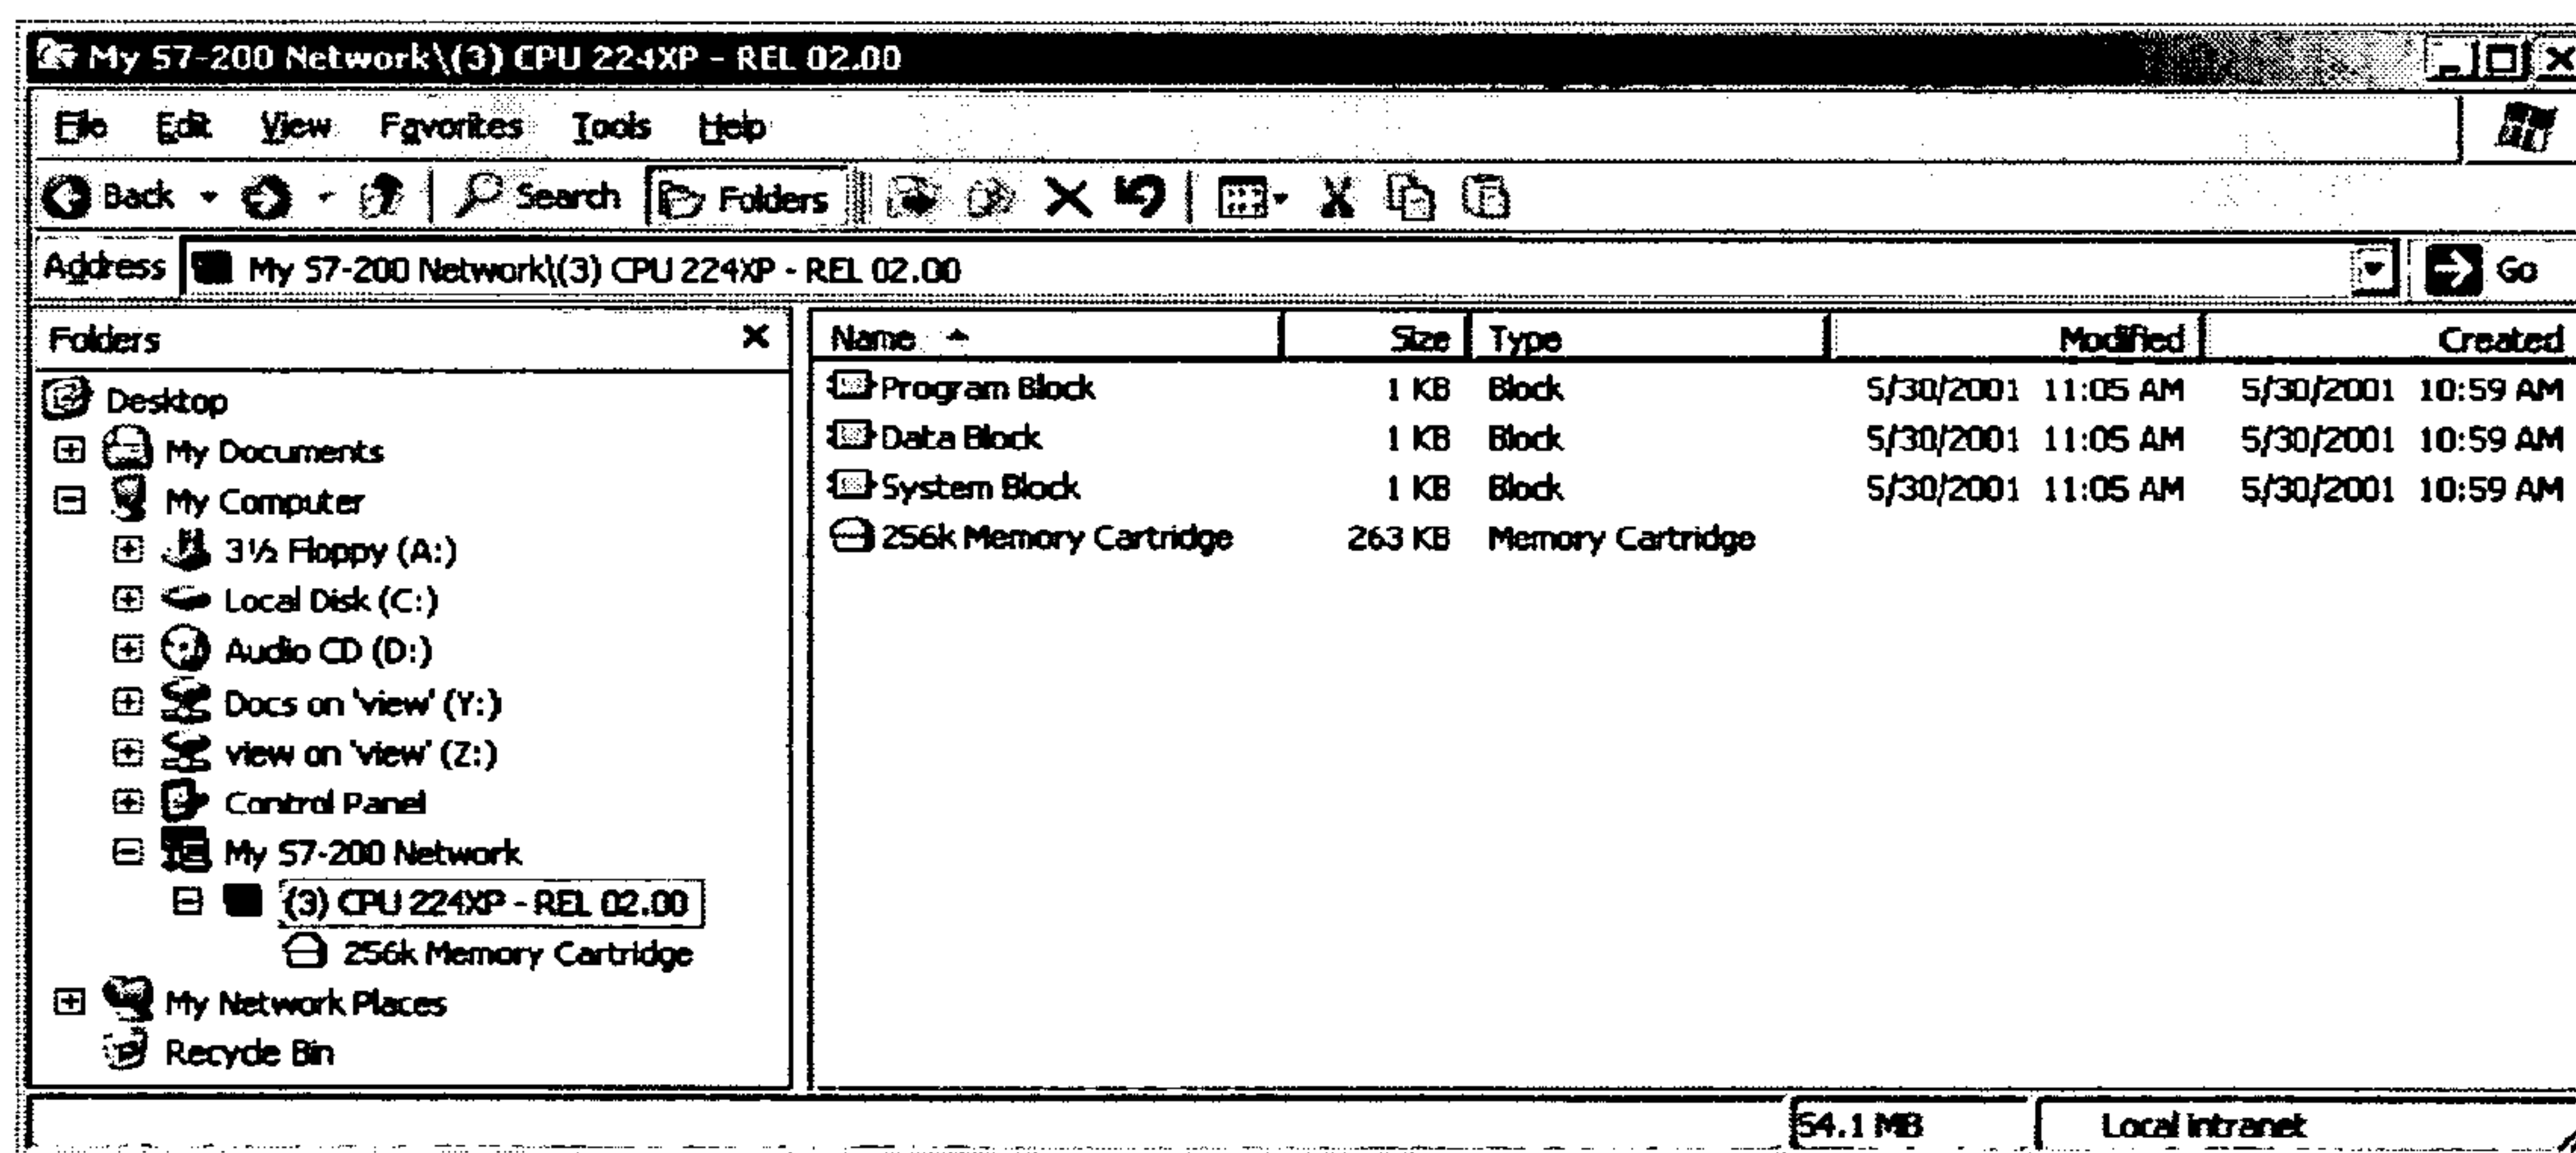 My S7-200 Network\(3) CPU 224XP - REL 02.00
File Edit View Favorites Tools Help
Back Search Folders
Address My S7-200 Network\(3) CPU 224XP - REL 02.00 Go
Folders
Name Size Type Modified Created
Desktop
My Documents
My Computer
3½ Floppy (A:)
Local Disk (C:)
Audio CD (D:)
Docs on 'view' (Y:)
view on 'view' (Z:)
Control Panel
My S7-200 Network
(3) CPU 224XP - REL 02.00
256k Memory Cartridge
My Network Places
Recycle Bin
Program Block 1 KB Block 5/30/2001 11:05 AM 5/30/2001 10:59 AM
Data Block 1 KB Block 5/30/2001 11:05 AM 5/30/2001 10:59 AM
System Block 1 KB Block 5/30/2001 11:05 AM 5/30/2001 10:59 AM
256k Memory Cartridge 263 KB Memory Cartridge
54.1 MB Local intranet